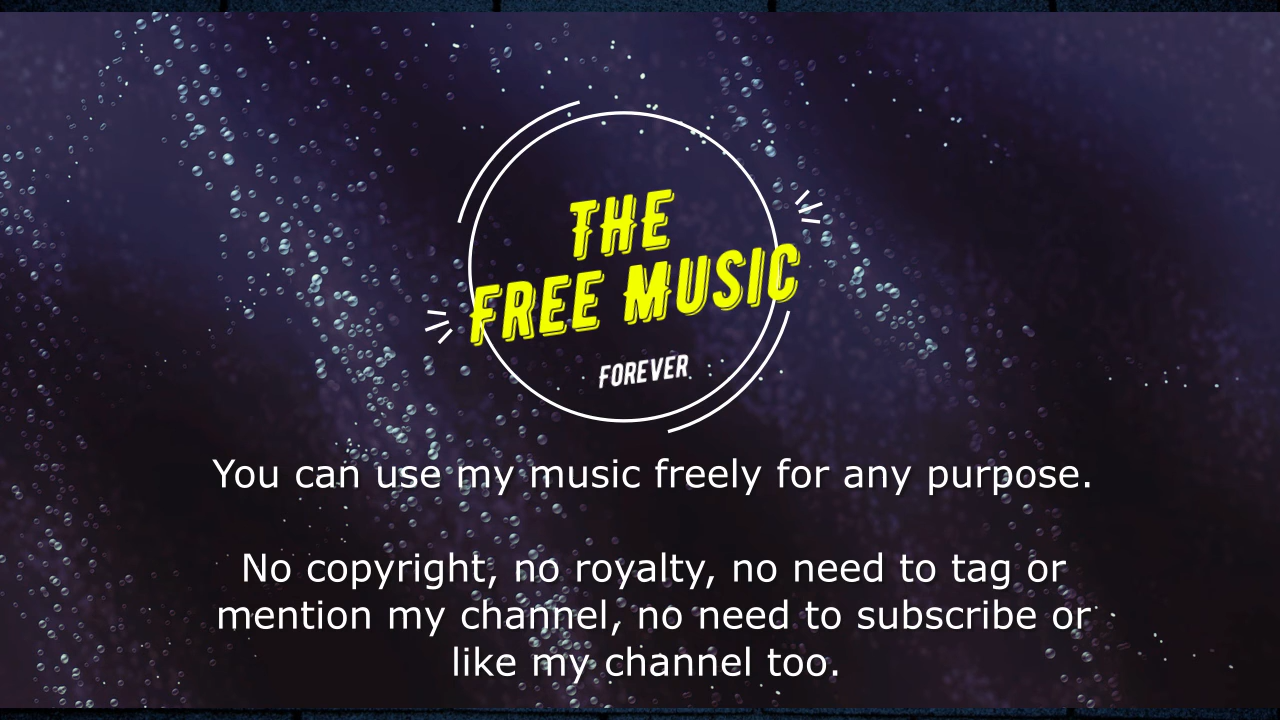 THE
FREE MUSIC
FOREVER
You can use my music freely for any purpose.
No copyright, no royalty, no need to tag or
mention my channel, no need to subscribe or
like my channel too.